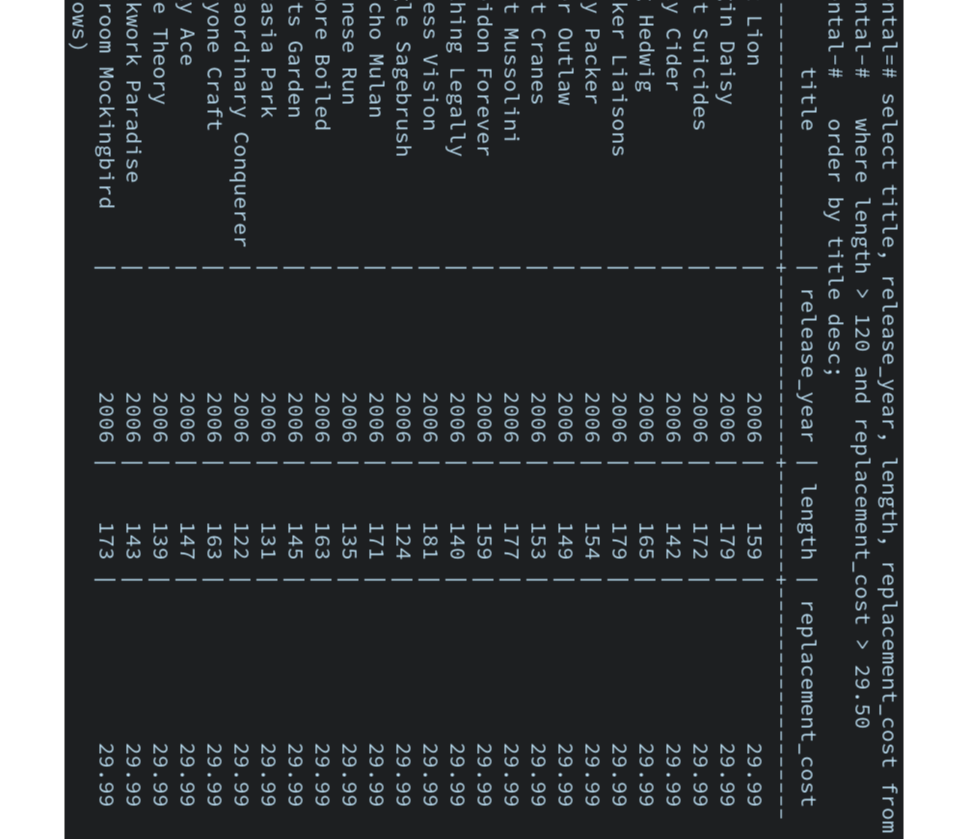 ntal=# select title, release_year, length, replacement_cost from
ntal-# where length > 120 and replacement_cost > 29.50
ntal-# order by title desc;
title | release_year | length | replacement_cost
--------------------+--------------+--------+------------------
Lion | 2006 | 159 | 29.99
in Daisy | 2006 | 179 | 29.99
t Suicides | 2006 | 172 | 29.99
y Cider | 2006 | 142 | 29.99
Hedwig | 2006 | 165 | 29.99
ker Liaisons | 2006 | 179 | 29.99
y Packer | 2006 | 154 | 29.99
r Outlaw | 2006 | 149 | 29.99
t Cranes | 2006 | 153 | 29.99
t Mussolini | 2006 | 177 | 29.99
idon Forever | 2006 | 159 | 29.99
hing Legally | 2006 | 140 | 29.99
ess Vision | 2006 | 181 | 29.99
le Sagebrush | 2006 | 124 | 29.99
cho Mulan | 2006 | 171 | 29.99
nese Run | 2006 | 135 | 29.99
ore Boiled | 2006 | 163 | 29.99
ts Garden | 2006 | 145 | 29.99
asia Park | 2006 | 131 | 29.99
aordinary Conquerer | 2006 | 122 | 29.99
yone Craft | 2006 | 163 | 29.99
y Ace | 2006 | 147 | 29.99
e Theory | 2006 | 139 | 29.99
kwork Paradise | 2006 | 143 | 29.99
room Mockingbird | 2006 | 173 | 29.99
ows)